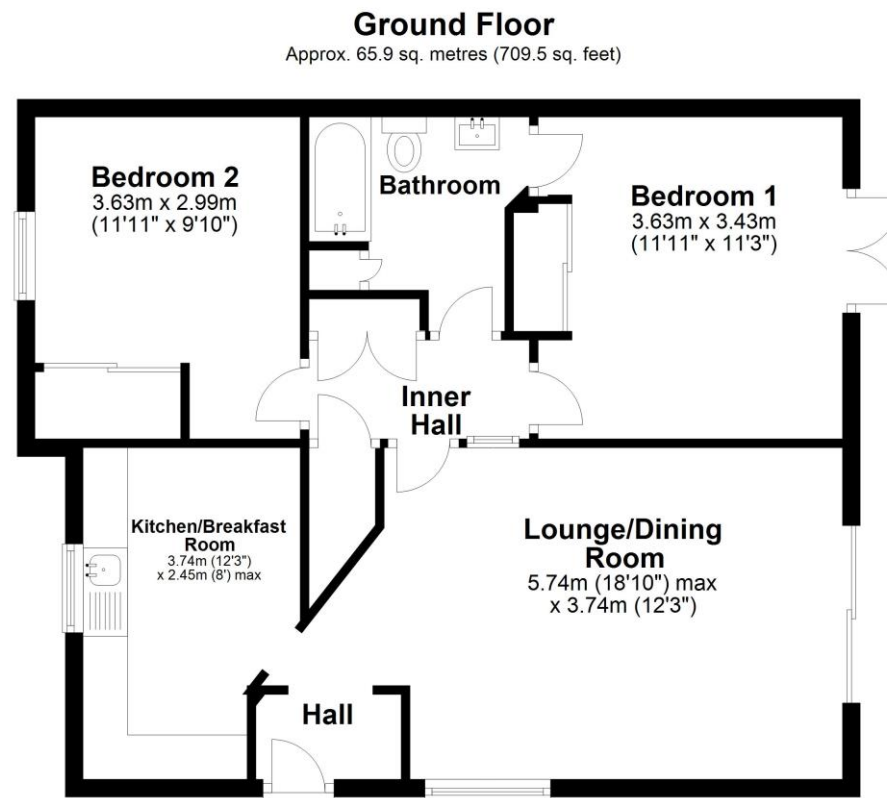 Ground Floor
Approx. 65.9 sq. metres (709.5 sq. feet)
Bedroom 2
3.63m x 2.99m
(11'11" x 9'10")
Bathroom
Bedroom 1
3.63m x 3.43m
(11'11" x 11'3")
Inner
Hall
Kitchen/Breakfast
Room
3.74m (12'3")
x 2.45m (8') max
Lounge/Dining
Room
5.74m (18'10") max
x 3.74m (12'3")
Hall